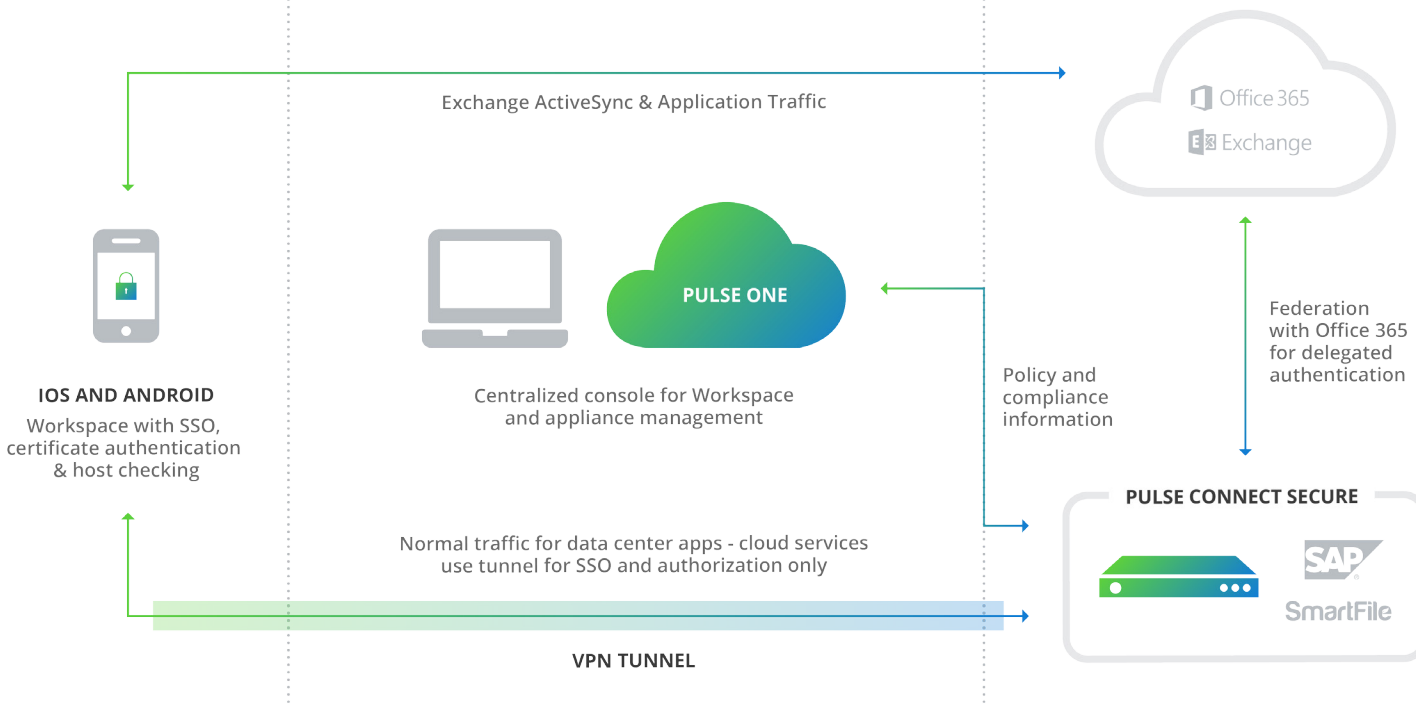 Exchange ActiveSync & Application Traffic
Office 365
E
Exchange
PULSE ONE
IOS AND ANDROID
Workspace with SSO,
certificate authentication
& host checking
Centralized console for Workspace
and appliance management
Policy and
compliance
information
Federation
with Office 365
for delegated
authentication
Normal traffic for data center apps - cloud services
use tunnel for SSO and authorization only
VPN TUNNEL
PULSE CONNECT SECURE
SAP
®
SmartFile